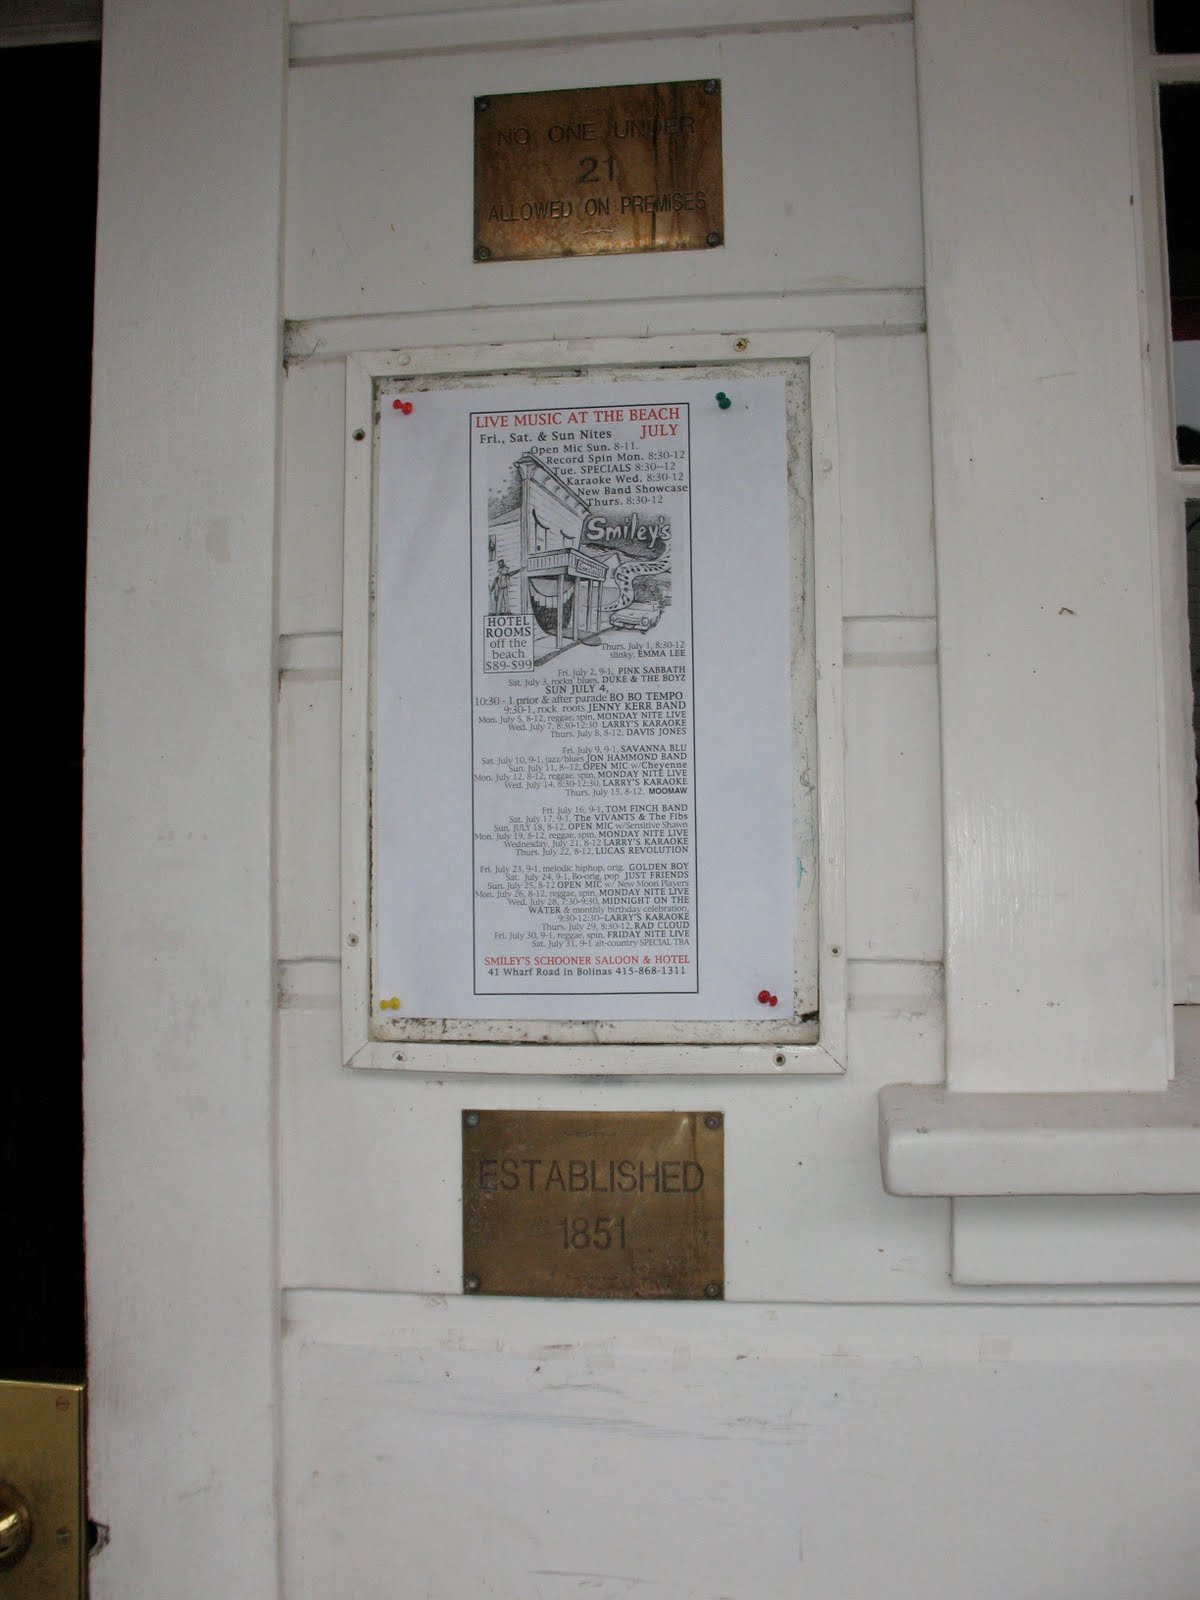 NO ONE UNDER
21
ALLOWED ON PREMISES
LIVE MUSIC AT THE BEACH
Fri., Sat. & Sun Nites JULY
Open Mic Sun. 8-11.
Record Spin Mon. 8:30-12
Tue. SPECIALS 8:30--12
Karaoke Wed. 8:30-12
New Band Showcase
Thurs. 8:30-12
Smiley's
HOTEL
ROOMS
off the
beach
$89-$99
Thurs. July 1, 8:30-12
slinky, EMMA LEE
Fri. July 2, 9-1, PINK SABBATH
Sat. July 3, rockn' blues, DUKE & THE BOYZ
SUN JULY 4,
10:30 - 1 prior & after parade BO BO TEMPO
9:30-1, rock roots JENNY KERR BAND
Mon. July 5, 8-12, reggae, spin, MONDAY NITE LIVE
Wed. July 7, 8:30-12:30 LARRY'S KARAOKE
Thurs. July 8, 8-12, DAVIS JONES
Fri. July 9, 9-1, SAVANNA BLU
Sat. July 10, 9-1, jazz/blues JON HAMMOND BAND
Sun. July 11, 8--12, OPEN MIC w/Cheyenne
Mon. July 12, 8-12, reggae, spin, MONDAY NITE LIVE
Wed. July 14, 8:30-12:30, LARRY'S KARAOKE
Thurs. July 15, 8-12, MOOMAW
Fri. July 16, 9-1, TOM FINCH BAND
Sat. July 17, 9-1, The VIVANTS & The Fibs
Sun. JULY 18, 8-12, OPEN MIC w/Sensitive Shawn
Mon. July 19, 8-12, reggae, spin, MONDAY NITE LIVE
Wednesday, July 21, 8-12 LARRY'S KARAOKE
Thurs. July 22, 8-12, LUCAS REVOLUTION
Fri. July 23, 9-1, melodic hiphop, orig. GOLDEN BOY
Sat. July 24, 9-1, Bo-orig, pop JUST FRIENDS
Sun. July 25, 8-12 OPEN MIC w/ New Moon Players
Mon. July 26, 8-12, reggae, spin, MONDAY NITE LIVE
Wed. July 28, 7:30-9:30, MIDNIGHT ON THE
WATER & monthly birthday celebration,
9:30-12:30--LARRY'S KARAOKE
Thurs. July 29, 8:30-12, RAD CLOUD
Fri. July 30, 9-1, reggae, spin, FRIDAY NITE LIVE
Sat. July 31, 9-1 alt-country SPECIAL TBA
SMILEY'S SCHOONER SALOON & HOTEL
41 Wharf Road in Bolinas 415-868-1311
ESTABLISHED
1851